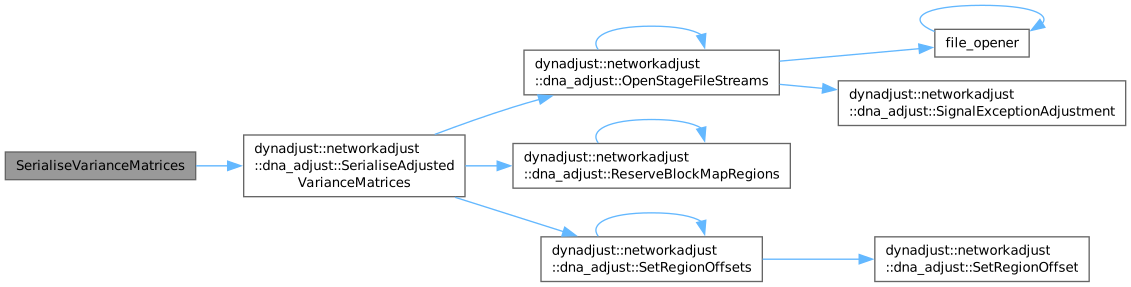 SerialiseVarianceMatrices
dynadjust::networkadjust
::dna_adjust::SerialiseAdjusted
VarianceMatrices
dynadjust::networkadjust
::dna_adjust::OpenStageFileStreams
file_opener
dynadjust::networkadjust
::dna_adjust::SignalExceptionAdjustment
dynadjust::networkadjust
::dna_adjust::ReserveBlockMapRegions
dynadjust::networkadjust
::dna_adjust::SetRegionOffsets
dynadjust::networkadjust
::dna_adjust::SetRegionOffset